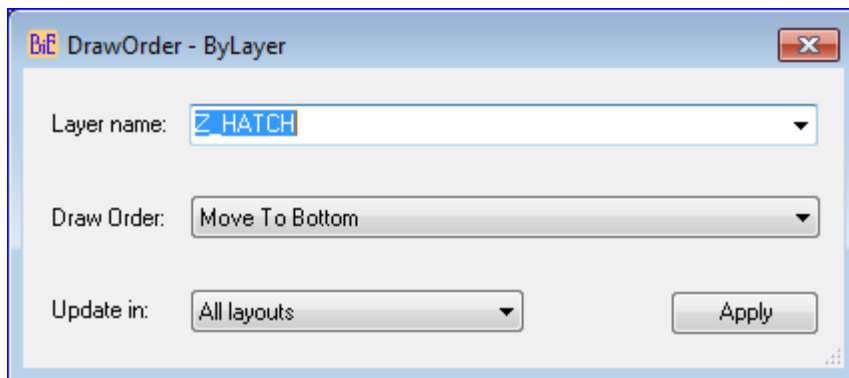 BiE DrawOrder - ByLayer
Layer name: Z_HATCH
Draw Order: Move To Bottom
Update in: All layouts Apply